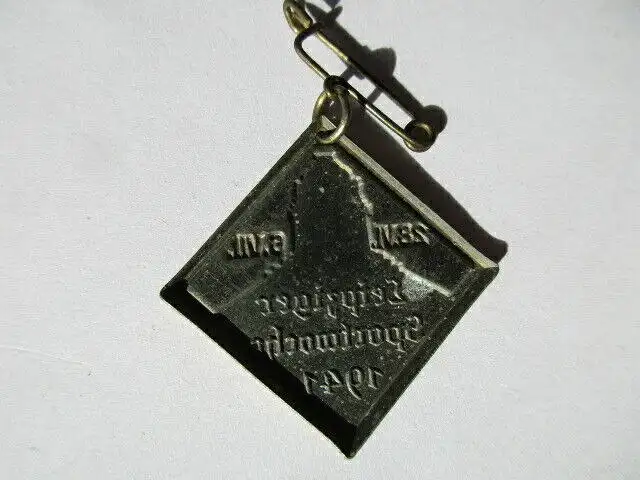 28.VI. 6.VII.
Leipziger
Sportwoche
1941